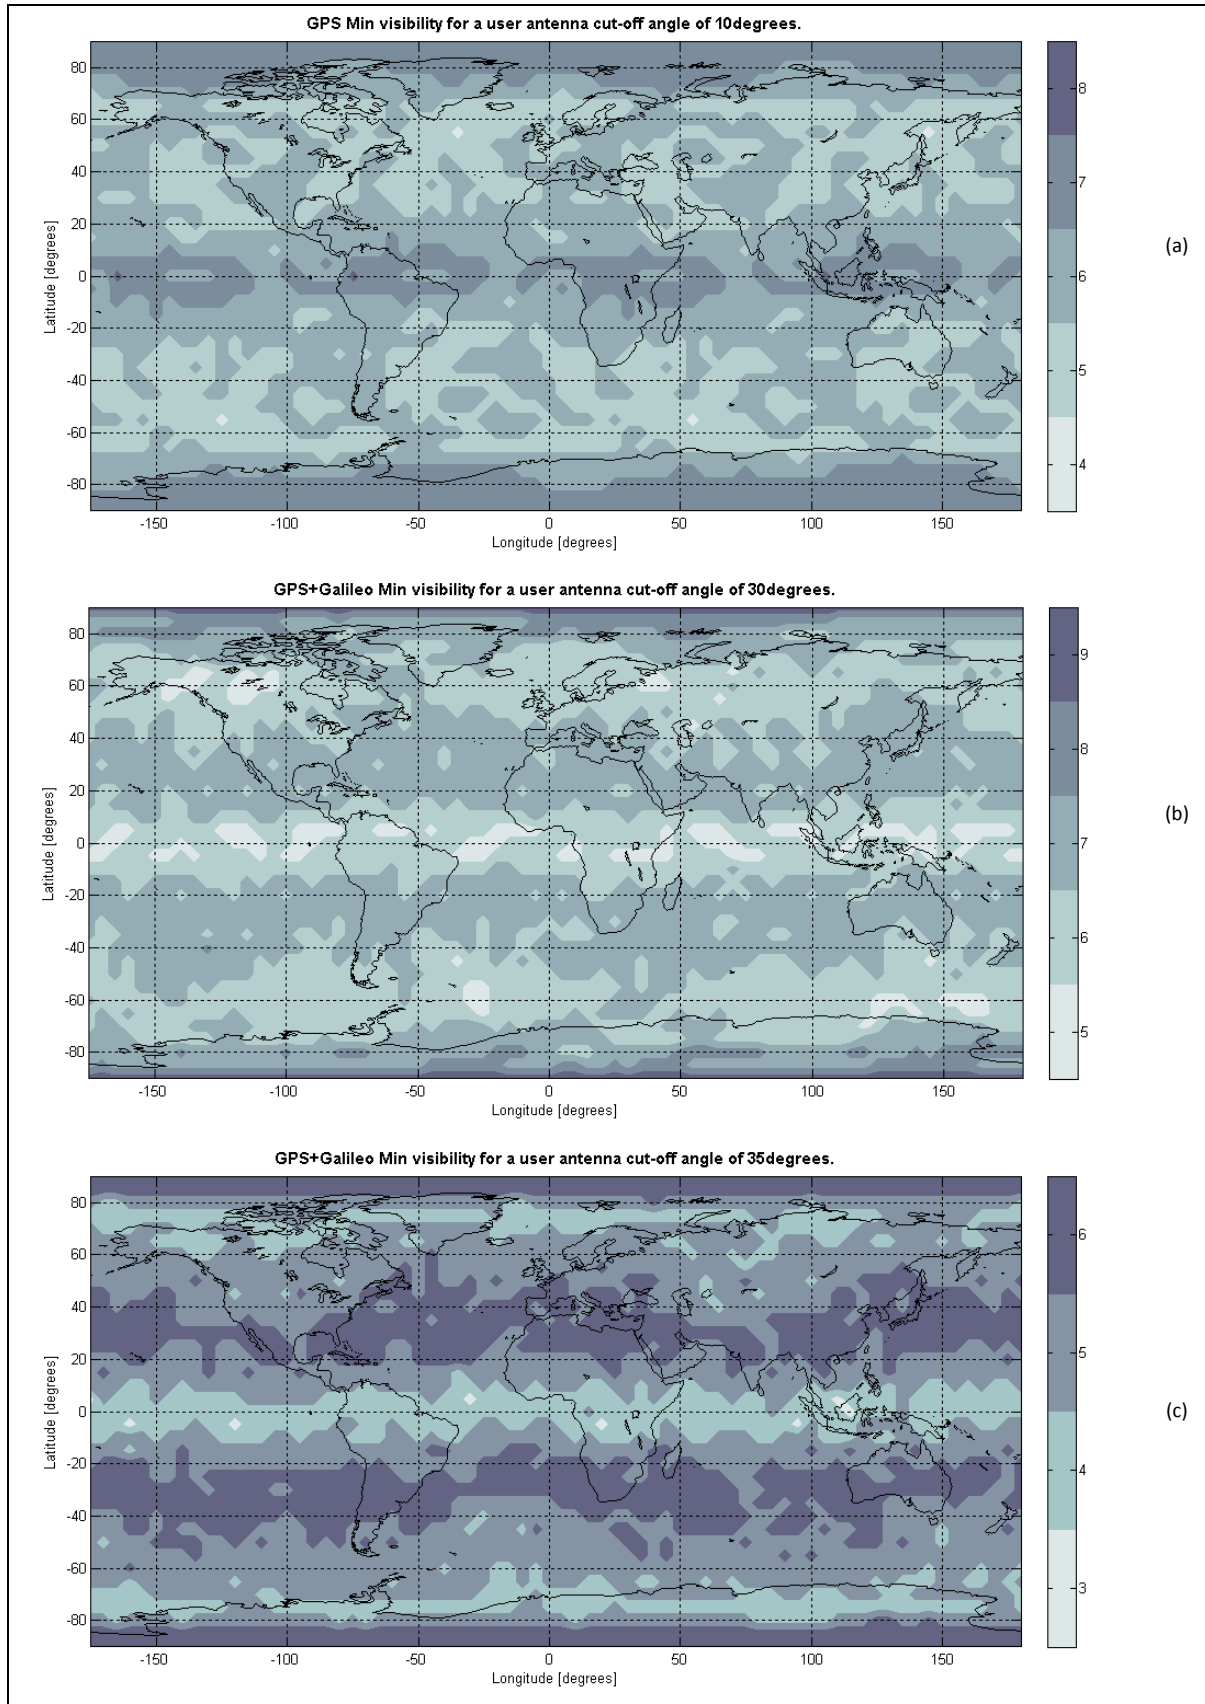 GPS Min visibility for a user antenna cut-off angle of 10degrees.
80
60
40
20
0
-20
-40
-60
-80
Latitude [degrees]
-150 -100 -50 0 50 100 150
Longitude [degrees]
8
7
6
5
4
(a)
GPS+Galileo Min visibility for a user antenna cut-off angle of 30degrees.
80
60
40
20
0
-20
-40
-60
-80
Latitude [degrees]
-150 -100 -50 0 50 100 150
Longitude [degrees]
9
8
7
6
5
(b)
GPS+Galileo Min visibility for a user antenna cut-off angle of 35degrees.
80
60
40
20
0
-20
-40
-60
-80
Latitude [degrees]
-150 -100 -50 0 50 100 150
Longitude [degrees]
6
5
4
3
(c)